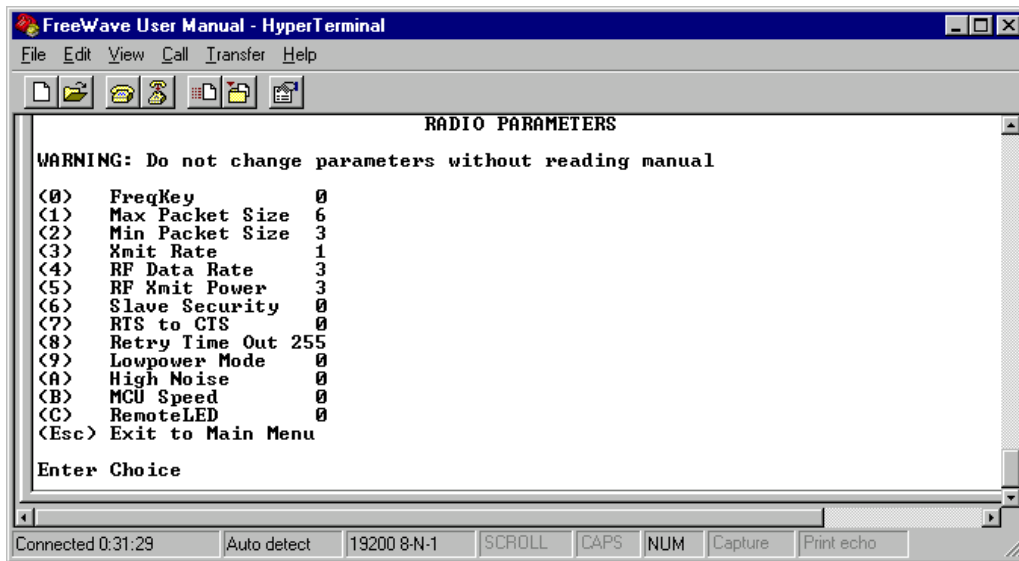 FreeWave User Manual - HyperTerminal
File Edit View Call Transfer Help
RADIO PARAMETERS
WARNING: Do not change parameters without reading manual
(0) FreqKey 0
(1) Max Packet Size 6
(2) Min Packet Size 3
(3) Xmit Rate 1
(4) RF Data Rate 3
(5) RF Xmit Power 3
(6) Slave Security 0
(7) RTS to CTS 0
(8) Retry Time Out 255
(9) Lowpower Mode 0
(A) High Noise 0
(B) MCU Speed 0
(C) RemoteLED 0
(Esc) Exit to Main Menu
Enter Choice
Connected 0:31:29 Auto detect 19200 8-N-1 SCROLL CAPS NUM Capture Print echo